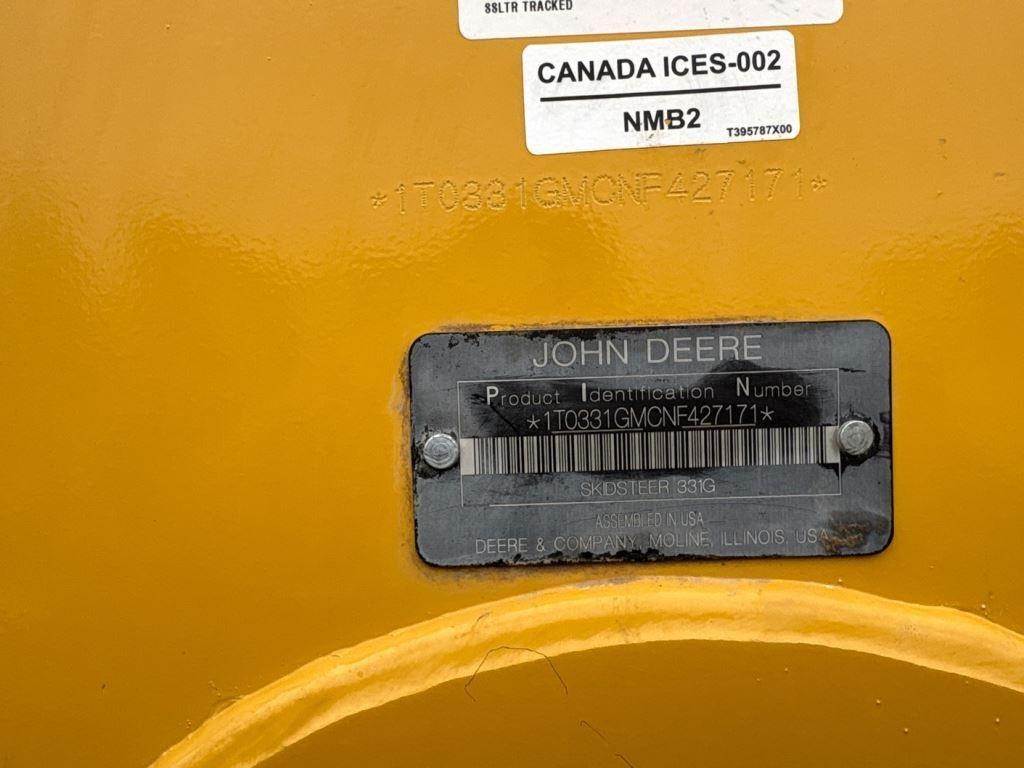 SSLTR TRACKED
CANADA ICES-002
NMB2
T395787X00
*1T0331GMCNF427171*
JOHN DEERE
Product Identification Number
*1T0331GMCNF427171*
SKIDSTEER 331G
ASSEMBLED IN USA
DEERE & COMPANY, MOLINE, ILLINOIS, USA